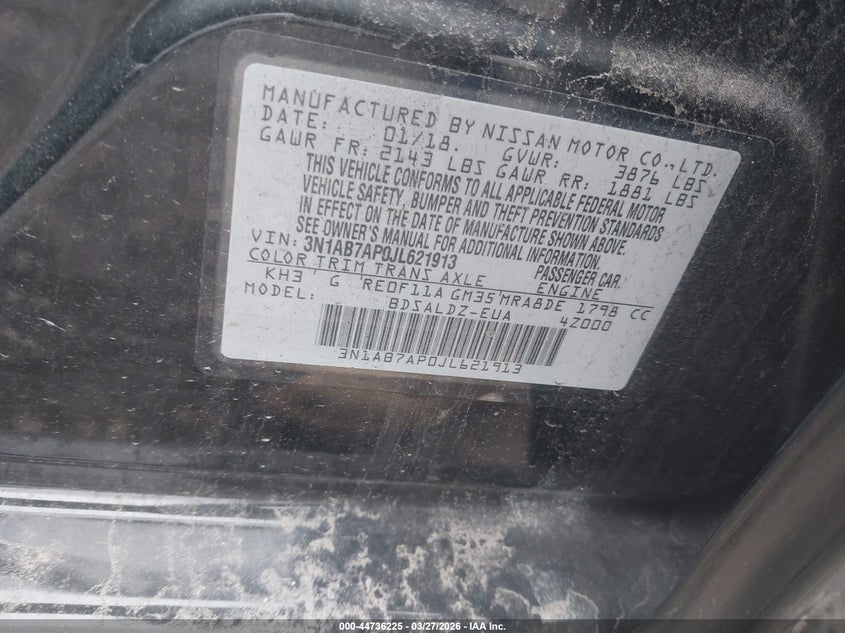 MANUFACTURED BY NISSAN MOTOR CO.,LTD.
DATE: 01/18. GVWR: 3876 LBS
GAWR FR: 2143 LBS GAWR RR: 1881 LBS
THIS VEHICLE CONFORMS TO ALL APPLICABLE FEDERAL MOTOR
VEHICLE SAFETY, BUMPER AND THEFT PREVENTION STANDARDS
IN EFFECT ON THE DATE OF MANUFACTURE SHOWN ABOVE.
SEE OWNER'S MANUAL FOR ADDITIONAL INFORMATION.
VIN: 3N1AB7AP0JL621913 PASSENGER CAR.
COLOR TRIM TRANS AXLE ENGINE
KH3 G RE0F11A GM35 MRA8DE 1798 CC
MODEL: BDSALDZ-EUA 4Z000
3N1AB7AP0JL621913
000-44736225 - 03/27/2026 - IAA Inc.